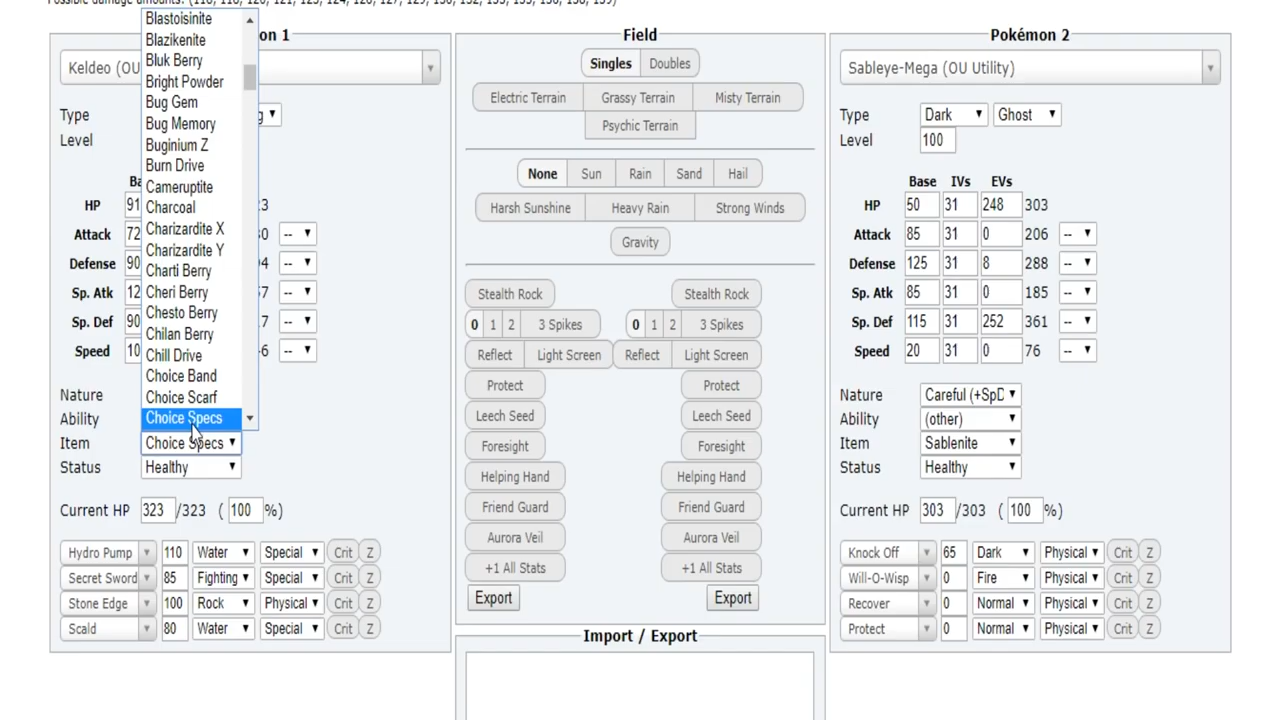 Possible damage amounts: (
Blastoisinite
Blazikenite
Bluk Berry
Bright Powder
Bug Gem
Bug Memory
Buginium Z
Burn Drive
Cameruptite
Charcoal
Charizardite X
Charizardite Y
Charti Berry
Cheri Berry
Chesto Berry
Chilan Berry
Chill Drive
Choice Band
Choice Scarf
Choice Specs
on 1
Keldeo (OU
Type g
Level
Ba
HP 91 3
Attack 72 30 --
Defense 90 94 --
Sp. Atk 12 57 --
Sp. Def 90 7 --
Speed 10 6 --
Nature
Ability
Item Choice Specs
Status Healthy
Current HP 323 /323 ( 100 %)
Hydro Pump 110 Water Special Crit Z
Secret Sword 85 Fighting Special Crit Z
Stone Edge 100 Rock Physical Crit Z
Scald 80 Water Special Crit Z
Field
Singles Doubles
Electric Terrain Grassy Terrain Misty Terrain
Psychic Terrain
None Sun Rain Sand Hail
Harsh Sunshine Heavy Rain Strong Winds
Gravity
Stealth Rock Stealth Rock
0 1 2 3 Spikes 0 1 2 3 Spikes
Reflect Light Screen Reflect Light Screen
Protect Protect
Leech Seed Leech Seed
Foresight Foresight
Helping Hand Helping Hand
Friend Guard Friend Guard
Aurora Veil Aurora Veil
+1 All Stats +1 All Stats
Export Export
Import / Export
Pokémon 2
Sableye-Mega (OU Utility)
Type Dark Ghost
Level 100
Base IVs EVs
HP 50 31 248 303
Attack 85 31 0 206 --
Defense 125 31 8 288 --
Sp. Atk 85 31 0 185 --
Sp. Def 115 31 252 361 --
Speed 20 31 0 76 --
Nature Careful (+SpD
Ability (other)
Item Sablenite
Status Healthy
Current HP 303 /303 ( 100 %)
Knock Off 65 Dark Physical Crit Z
Will-O-Wisp 0 Fire Physical Crit Z
Recover 0 Normal Physical Crit Z
Protect 0 Normal Physical Crit Z